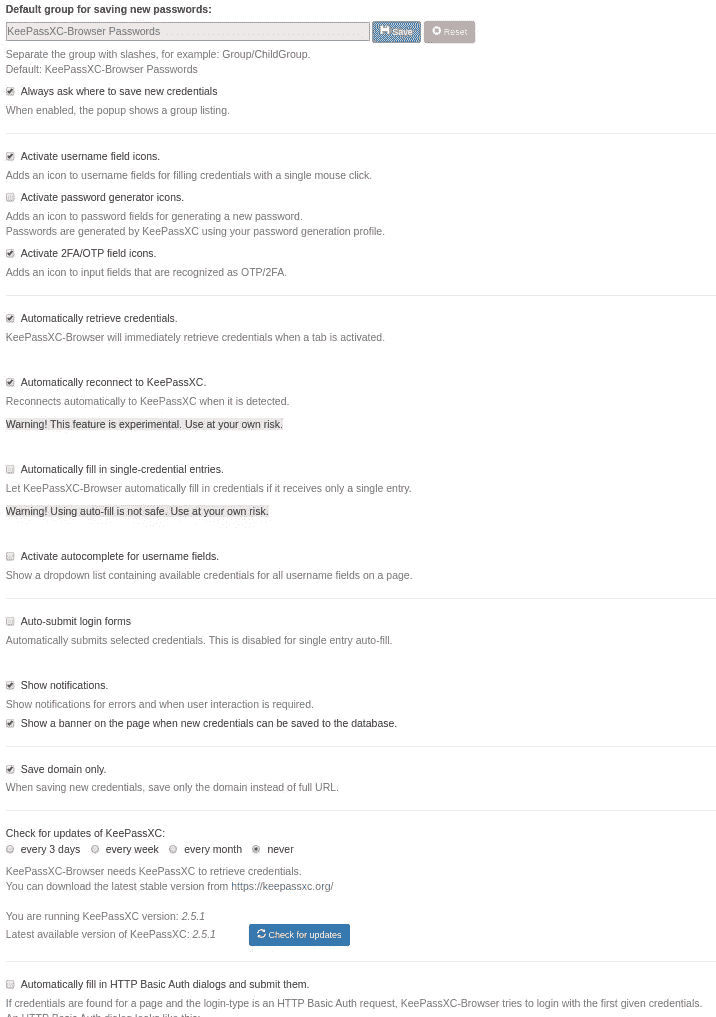 Default group for saving new passwords:
KeePassXC-Browser Passwords Save Reset
Separate the group with slashes, for example: Group/ChildGroup.
Default: KeePassXC-Browser Passwords
Always ask where to save new credentials
When enabled, the popup shows a group listing.
Activate username field icons.
Adds an icon to username fields for filling credentials with a single mouse click.
Activate password generator icons.
Adds an icon to password fields for generating a new password.
Passwords are generated by KeePassXC using your password generation profile.
Activate 2FA/OTP field icons.
Adds an icon to input fields that are recognized as OTP/2FA.
Automatically retrieve credentials.
KeePassXC-Browser will immediately retrieve credentials when a tab is activated.
Automatically reconnect to KeePassXC.
Reconnects automatically to KeePassXC when it is detected.
Warning! This feature is experimental. Use at your own risk.
Automatically fill in single-credential entries.
Let KeePassXC-Browser automatically fill in credentials if it receives only a single entry.
Warning! Using auto-fill is not safe. Use at your own risk.
Activate autocomplete for username fields.
Show a dropdown list containing available credentials for all username fields on a page.
Auto-submit login forms
Automatically submits selected credentials. This is disabled for single entry auto-fill.
Show notifications.
Show notifications for errors and when user interaction is required.
Show a banner on the page when new credentials can be saved to the database.
Save domain only.
When saving new credentials, save only the domain instead of full URL.
Check for updates of KeePassXC:
every 3 days every week every month never
KeePassXC-Browser needs KeePassXC to retrieve credentials.
You can download the latest stable version from https://keepassxc.org/
You are running KeePassXC version: 2.5.1
Latest available version of KeePassXC: 2.5.1 Check for updates
Automatically fill in HTTP Basic Auth dialogs and submit them.
If credentials are found for a page and the login-type is an HTTP Basic Auth request, KeePassXC-Browser tries to login with the first given credentials.
An HTTP Basic Auth dialog looks like this: